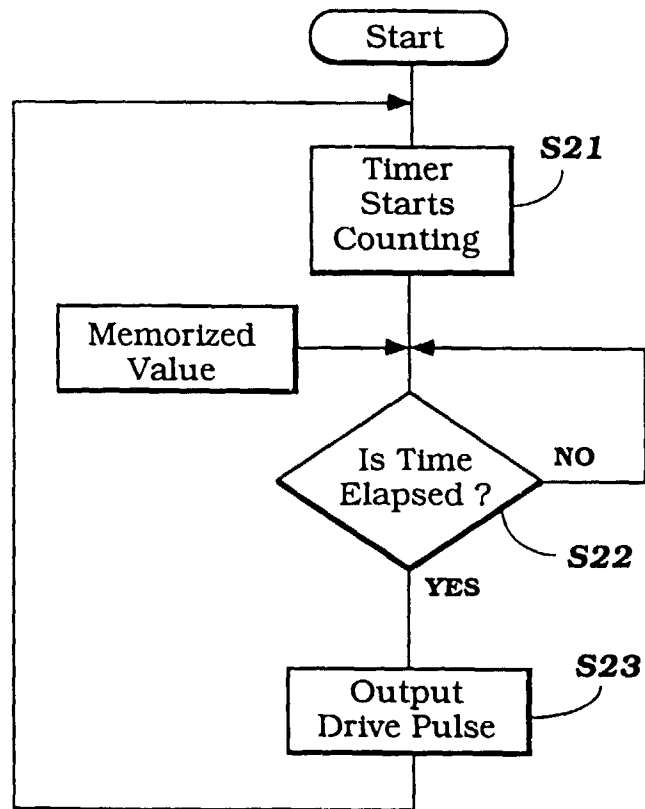 Start
S21
Timer
Starts
Counting
Memorized
Value
Is Time
Elapsed ?
NO
S22
YES
S23
Output
Drive Pulse